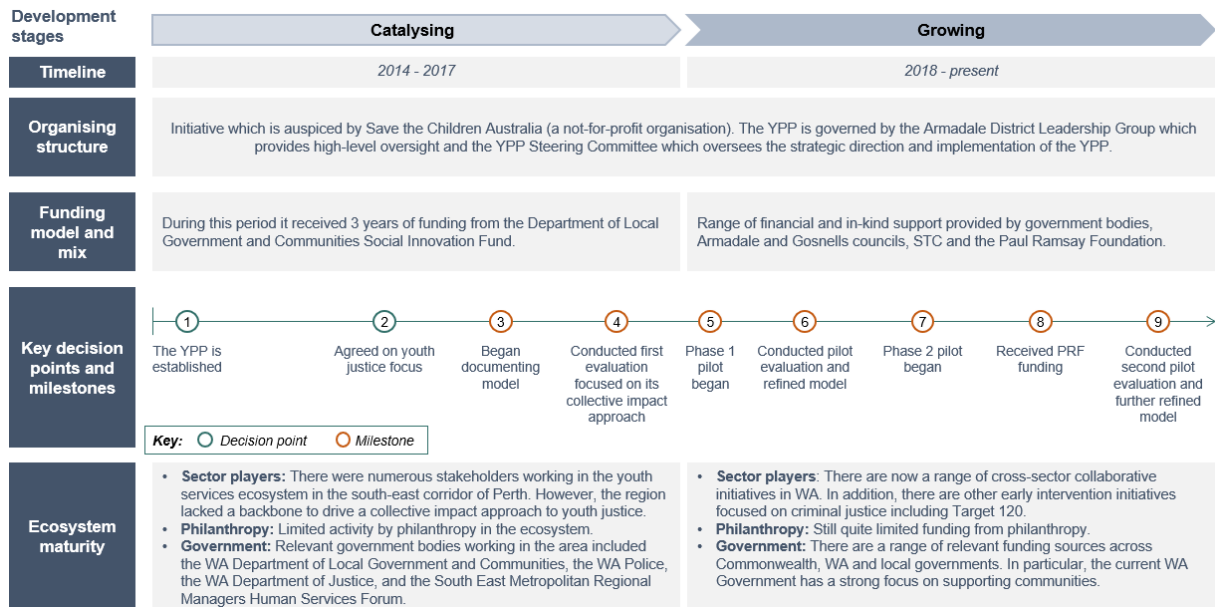 Development
stages
Catalysing
Growing
Timeline
2014 - 2017
2018 - present
Organising
structure
Initiative which is auspiced by Save the Children Australia (a not-for-profit organisation). The YPP is governed by the Armadale District Leadership Group which
provides high-level oversight and the YPP Steering Committee which oversees the strategic direction and implementation of the YPP.
Funding
model and
mix
During this period it received 3 years of funding from the Department of Local
Government and Communities Social Innovation Fund.
Range of financial and in-kind support provided by government bodies,
Armadale and Gosnells councils, STC and the Paul Ramsay Foundation.
Key decision
points and
milestones
1
The YPP is
established
2
Agreed on youth
justice focus
3
Began
documenting
model
4
Conducted first
evaluation
focused on its
collective impact
approach
5
Phase 1
pilot
began
6
Conducted pilot
evaluation and
refined model
7
Phase 2 pilot
began
8
Received PRF
funding
9
Conducted
second pilot
evaluation and
further refined
model
Key: Decision point Milestone
Ecosystem
maturity
• Sector players: There were numerous stakeholders working in the youth
services ecosystem in the south-east corridor of Perth. However, the region
lacked a backbone to drive a collective impact approach to youth justice.
• Philanthropy: Limited activity by philanthropy in the ecosystem.
• Government: Relevant government bodies working in the area included
the WA Department of Local Government and Communities, the WA Police,
the WA Department of Justice, and the South East Metropolitan Regional
Managers Human Services Forum.
• Sector players: There are now a range of cross-sector collaborative
initiatives in WA. In addition, there are other early intervention initiatives
focused on criminal justice including Target 120.
• Philanthropy: Still quite limited funding from philanthropy.
• Government: There are a range of relevant funding sources across
Commonwealth, WA and local governments. In particular, the current WA
Government has a strong focus on supporting communities.